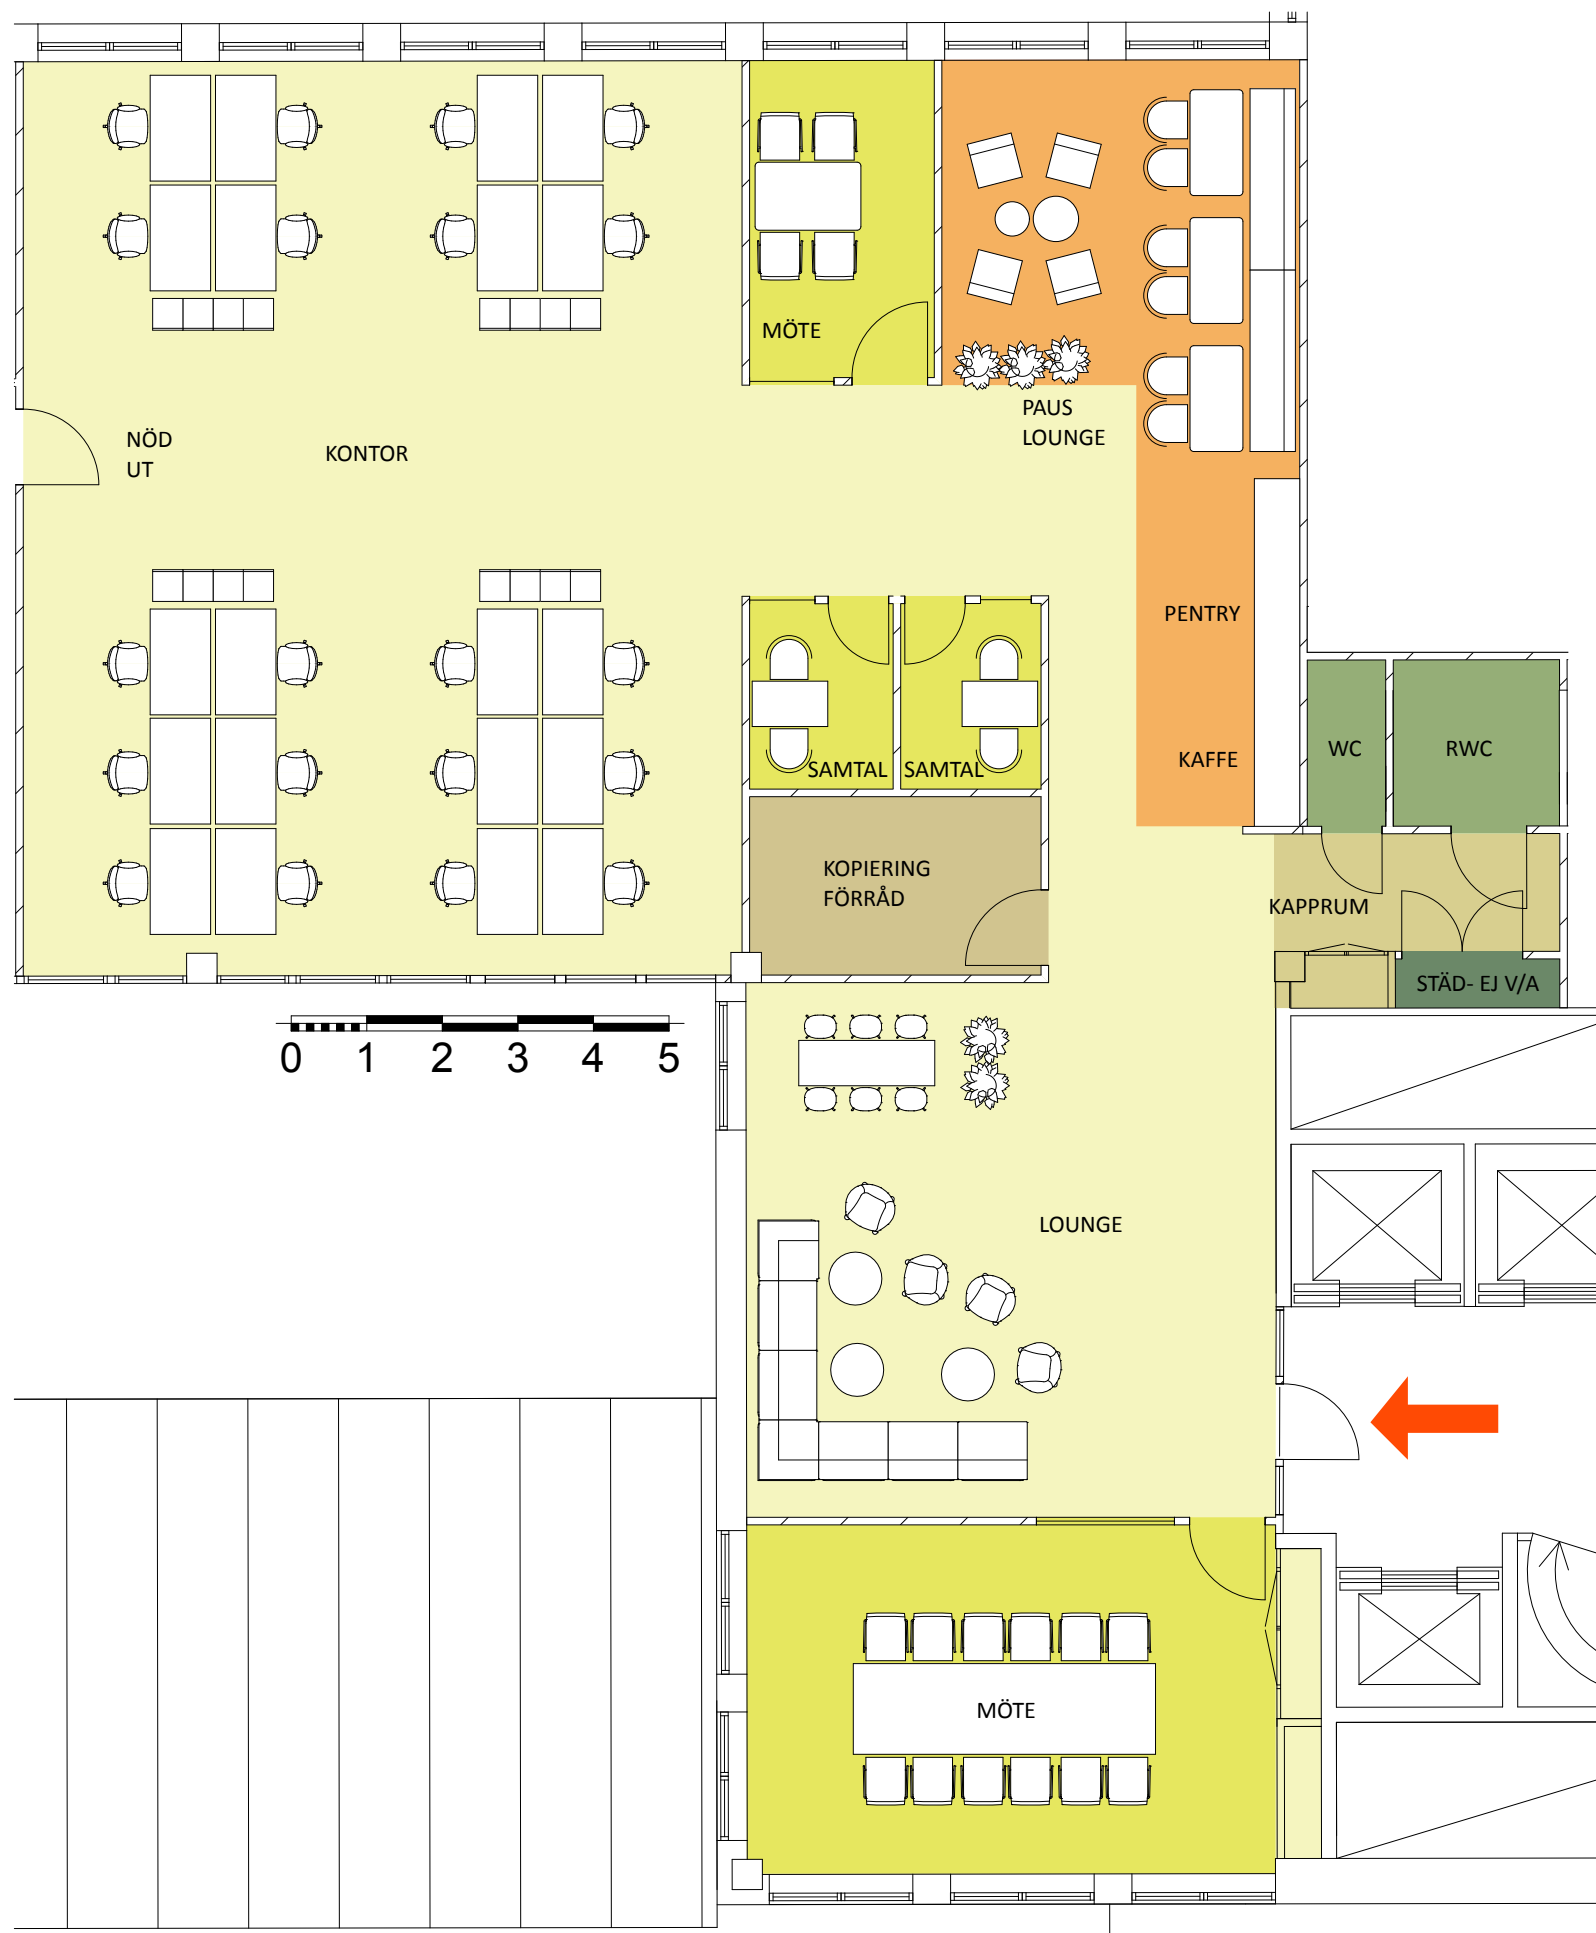 MÖTE
PAUS
LOUNGE
NÖD
UT
KONTOR
PENTRY
KAFFE
WC
RWC
SAMTAL
SAMTAL
KOPIERING
FÖRRÅD
KAPPRUM
STÄD- EJ V/A
0 1 2 3 4 5
LOUNGE
MÖTE